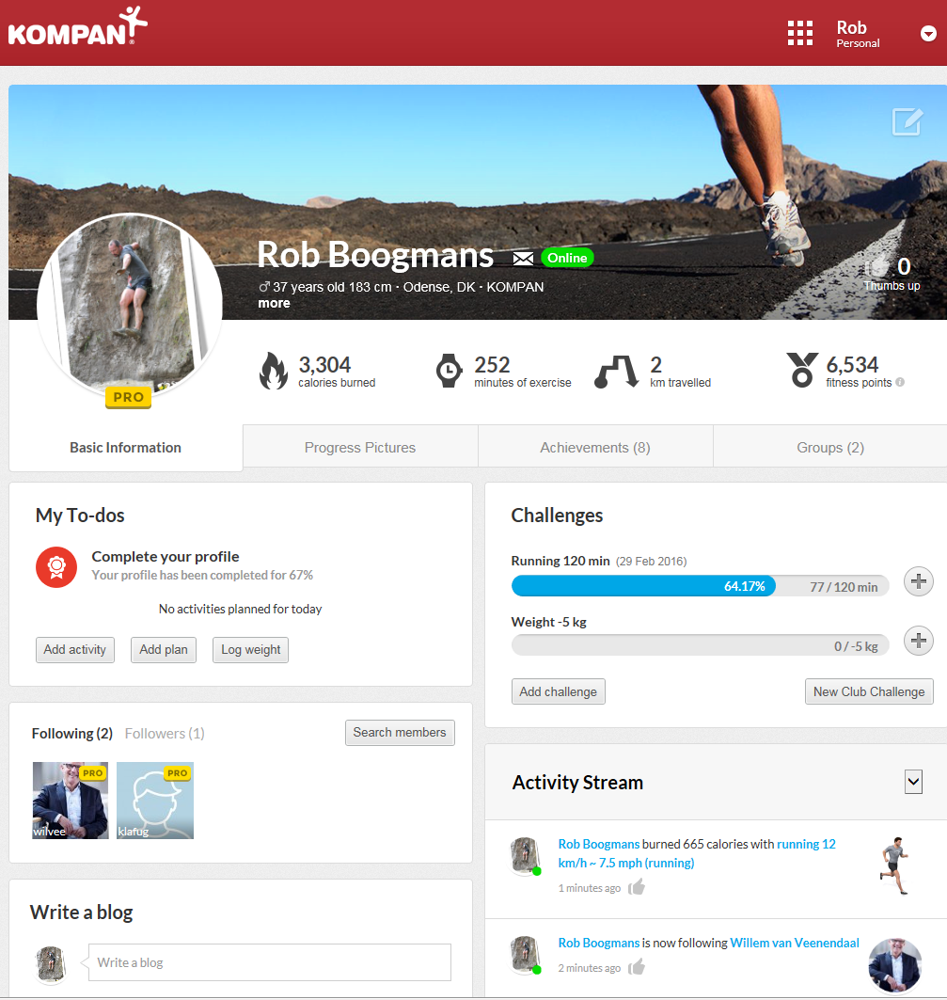 KOMPAN
Rob
Personal
Rob Boogmans
Online
37 years old 183 cm · Odense, DK · KOMPAN
more
0
Thumbs up
PRO
3,304
calories burned
252
minutes of exercise
2
km travelled
6,534
fitness points
Basic Information
Progress Pictures
Achievements (8)
Groups (2)
My To-dos
Complete your profile
Your profile has been completed for 67%
No activities planned for today
Add activity
Add plan
Log weight
Challenges
Running 120 min (29 Feb 2016)
64.17%
77 / 120 min
Weight -5 kg
0 / -5 kg
Add challenge
New Club Challenge
Following (2)
Followers (1)
Search members
PRO
wilvee
PRO
klafug
Activity Stream
Rob Boogmans burned 665 calories with running 12
km/h ~ 7.5 mph (running)
1 minutes ago
Rob Boogmans is now following Willem van Veenendaal
2 minutes ago
Write a blog
Write a blog